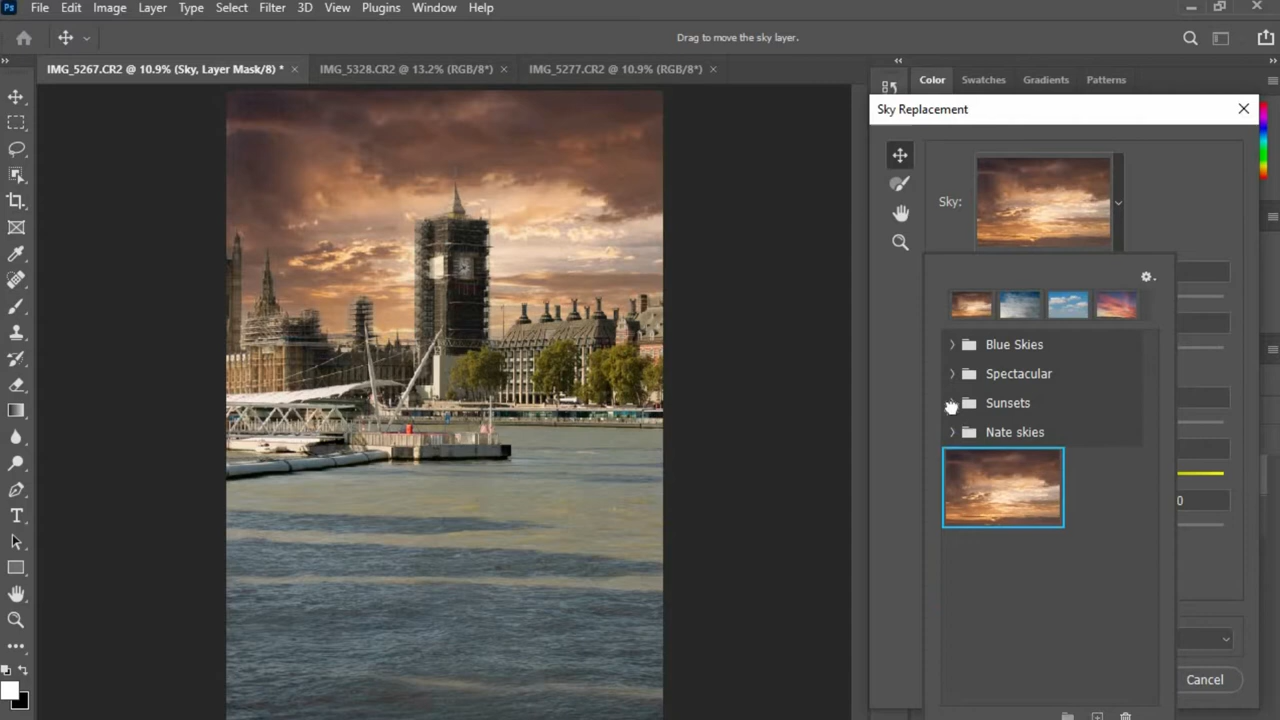 Ps File Edit Image Layer Type Select Filter 3D View Plugins Window Help
Drag to move the sky layer.
IMG_5267.CR2 @ 10.9% (Sky, Layer Mask/8) * IMG_5328.CR2 @ 13.2% (RGB/8*) IMG_5277.CR2 @ 10.9% (RGB/8*)
Color Swatches Gradients Patterns
Sky Replacement
Sky:
Blue Skies
Spectacular
Sunsets
Nate skies
0
Cancel